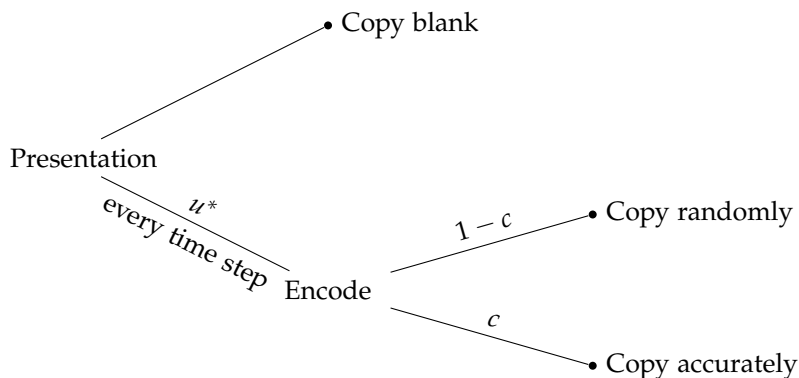 Copy blank
Presentation
u*
every time step
1 − c
Copy randomly
Encode
c
Copy accurately